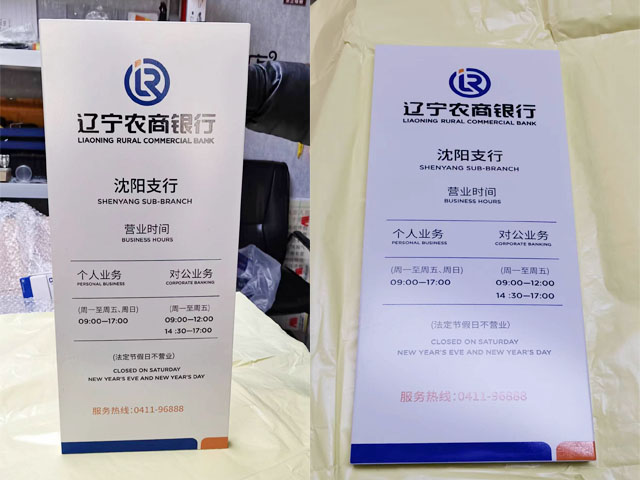 辽宁农商银行
LIAONING RURAL COMMERCIAL BANK
沈阳支行
SHENYANG SUB-BRANCH
营业时间
BUSINESS HOURS
个人业务 对公业务
PERSONAL BUSINESS CORPORATE BANKING
(周一至周五、周日) (周一至周五)
09:00—17:00 09:00—12:00
14:30—17:00
(法定节假日不营业)
CLOSED ON SATURDAY
NEW YEAR'S EVE AND NEW YEAR'S DAY
服务热线:0411-96888
辽宁农商银行
LIAONING RURAL COMMERCIAL BANK
沈阳支行
SHENYANG SUB-BRANCH
营业时间
BUSINESS HOURS
个人业务 对公业务
PERSONAL BUSINESS CORPORATE BANKING
(周一至周五、周日) (周一至周五)
09:00—17:00 09:00—12:00
14:30—17:00
(法定节假日不营业)
CLOSED ON SATURDAY
NEW YEAR'S EVE AND NEW YEAR'S DAY
服务热线:0411-96888